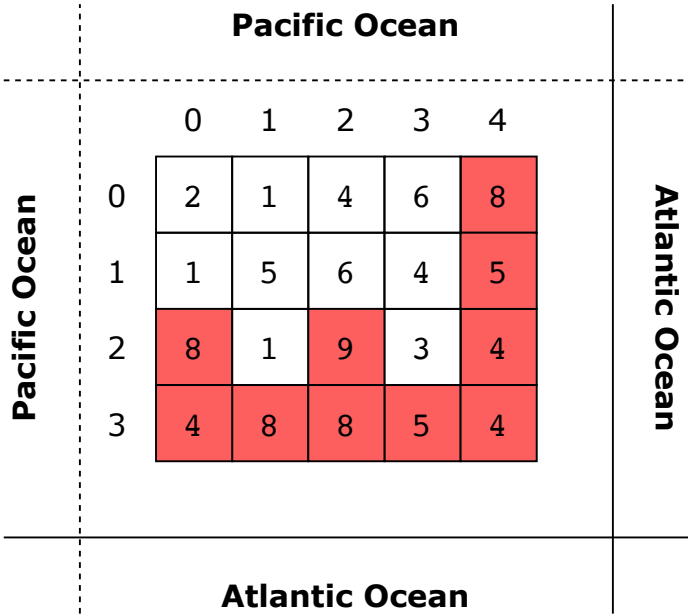 Pacific Ocean
0 1 2 3 4
0 2 1 4 6 8
1 1 5 6 4 5
2 8 1 9 3 4
3 4 8 8 5 4
Pacific Ocean
Atlantic Ocean
Atlantic Ocean